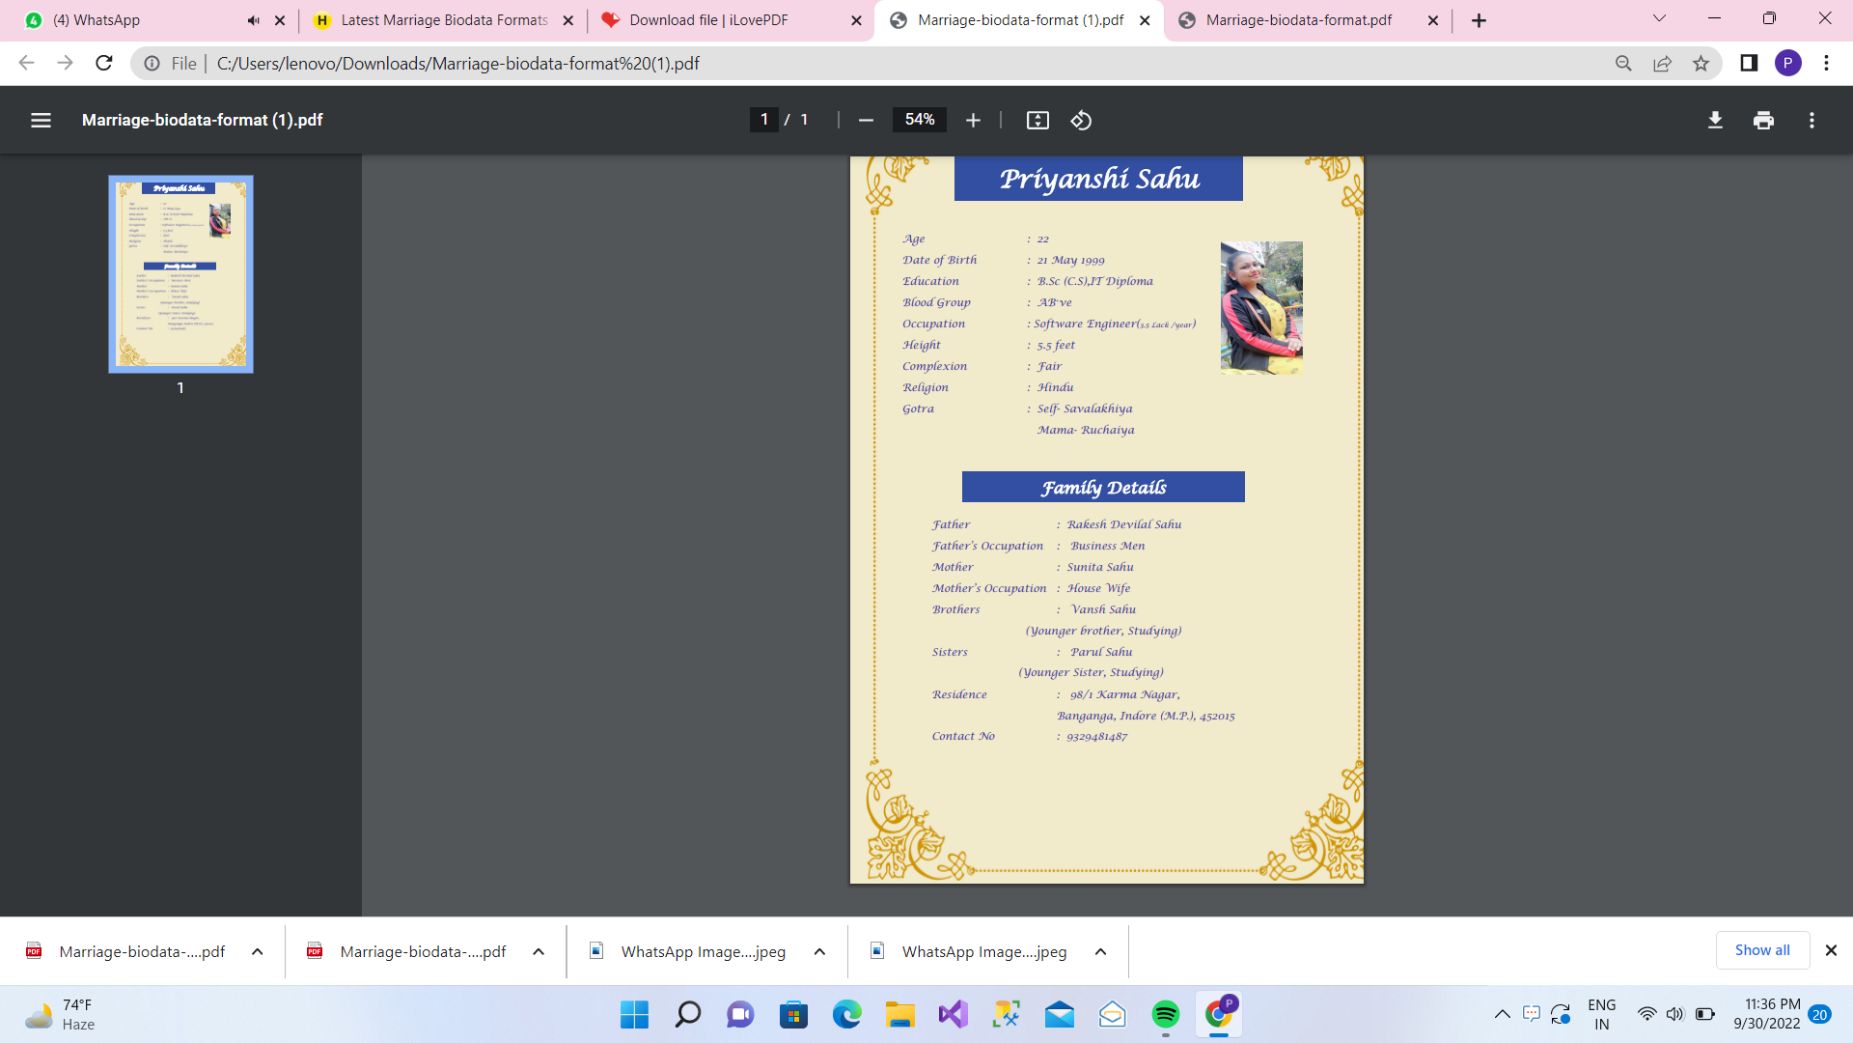 (4) WhatsApp
Latest Marriage Biodata Formats
Download file | iLovePDF
Marriage-biodata-format (1).pdf
Marriage-biodata-format.pdf
File
C:/Users/lenovo/Downloads/Marriage-biodata-format%20(1).pdf
P
Marriage-biodata-format (1).pdf
1 / 1
54%
1
Priyanshi Sahu
Age : 22
Date of Birth : 21 May 1999
Education : B.Sc (C.S),IT Diploma
Blood Group : AB-ve
Occupation : Software Engineer(5.5 Lack /year)
Height : 5.5 feet
Complexion : Fair
Religion : Hindu
Gotra : Self- Savalakhiya
Mama- Ruchaiya
Family Details
Father : Rakesh Devilal Sahu
Father's Occupation : Business Men
Mother : Sunita Sahu
Mother's Occupation : House Wife
Brothers : Vansh Sahu
(Younger brother, Studying)
Sisters : Parul Sahu
(Younger Sister, Studying)
Residence : 98/1 Karma Nagar,
Banganga, Indore (M.P.), 452015
Contact No : 9329481487
Marriage-biodata-....pdf
Marriage-biodata-....pdf
WhatsApp Image....jpeg
WhatsApp Image....jpeg
Show all
74°F
Haze
ENG
IN
11:36 PM
9/30/2022
20